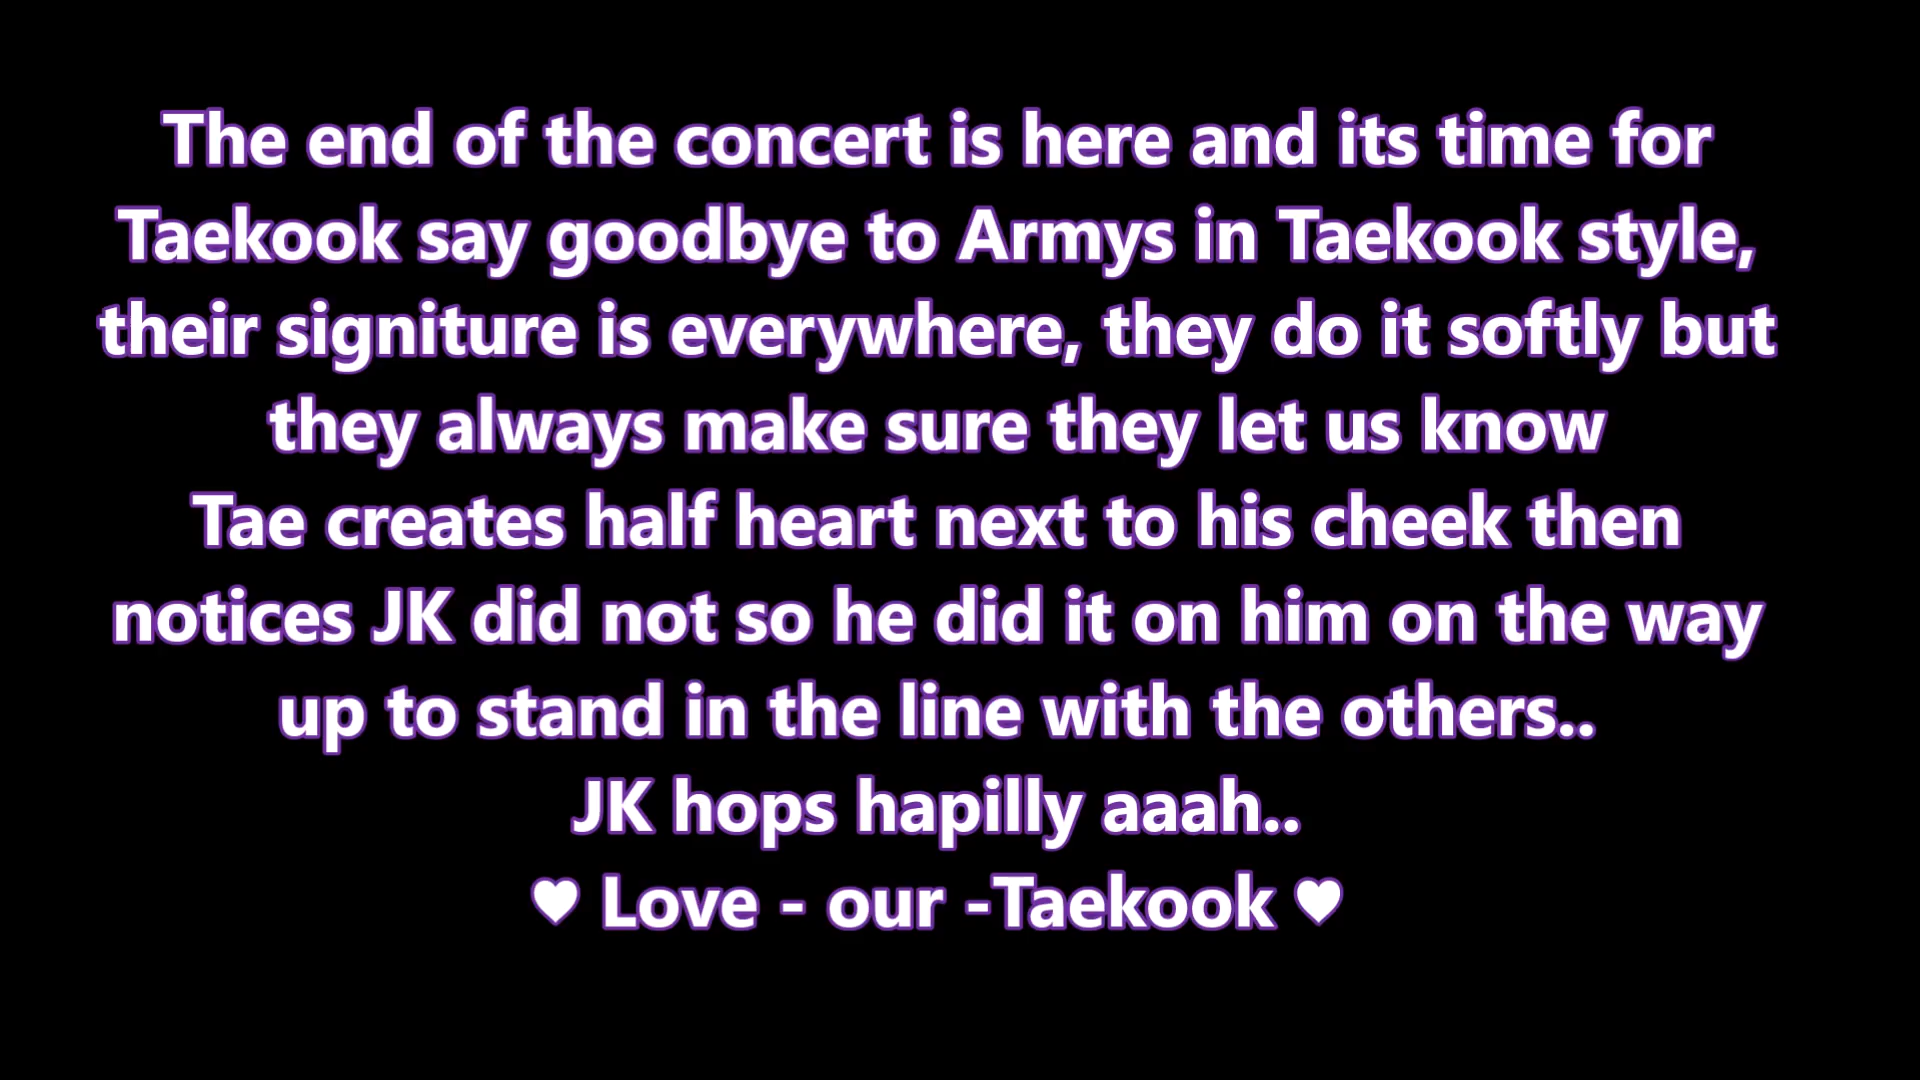 The end of the concert is here and its time for
Taekook say goodbye to Armys in Taekook style,
their signiture is everywhere, they do it softly but
they always make sure they let us know
Tae creates half heart next to his cheek then
notices JK did not so he did it on him on the way
up to stand in the line with the others..
JK hops hapilly aaah..
♥ Love - our -Taekook ♥